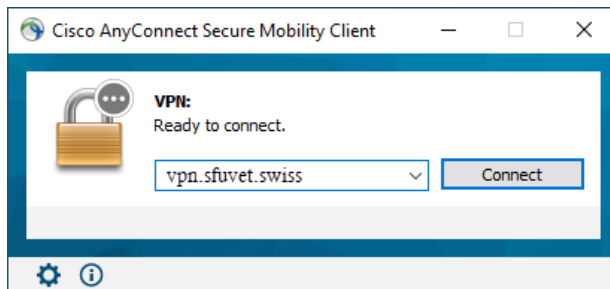 Cisco AnyConnect Secure Mobility Client
VPN:
Ready to connect.
vpn.sfuvet.swiss
Connect